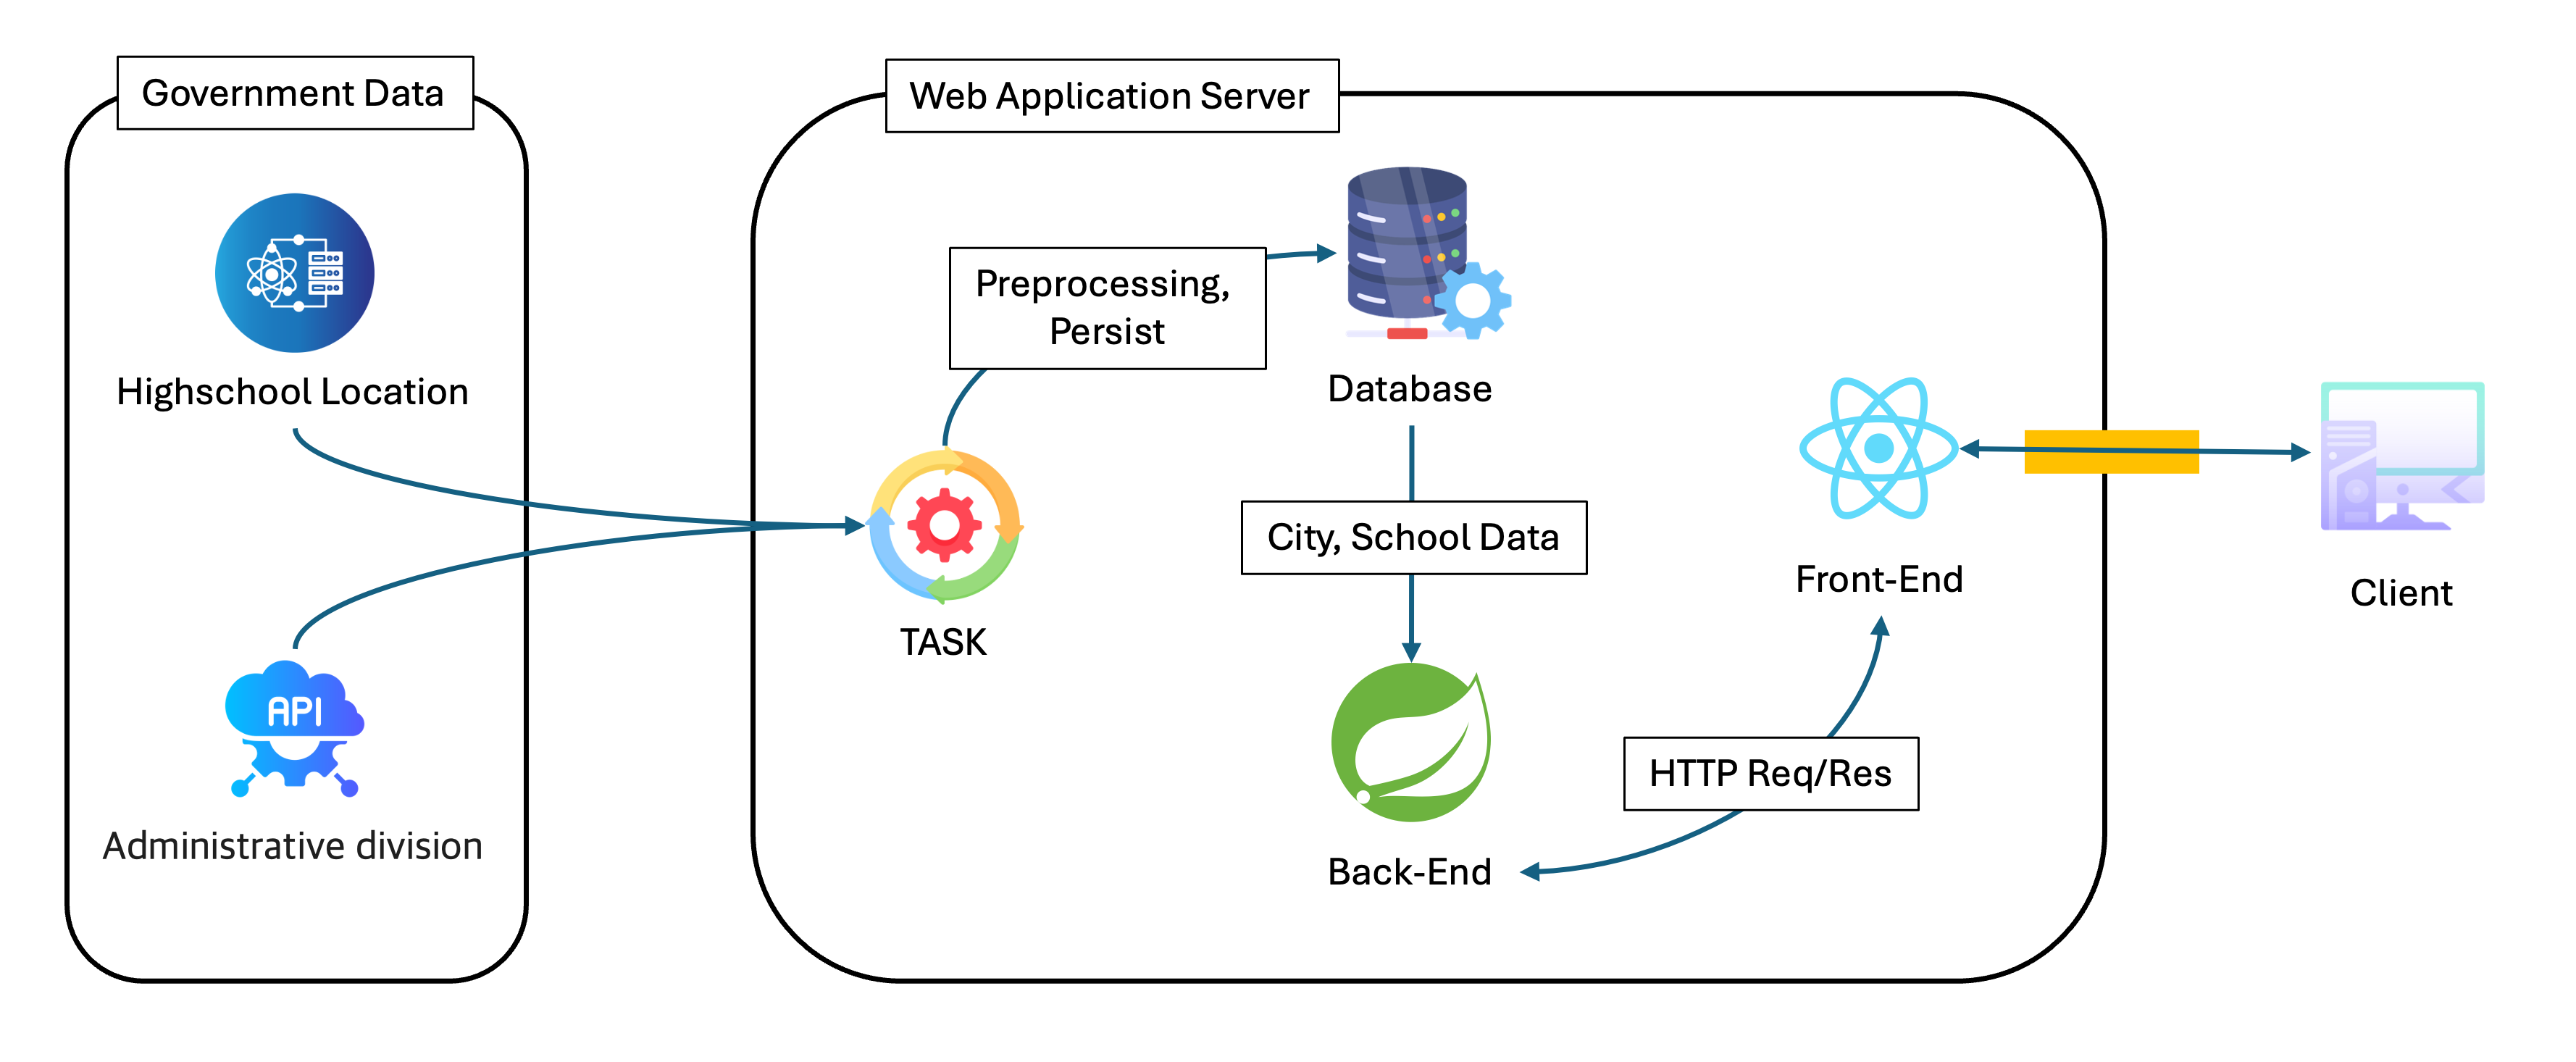 Government Data
Highschool Location
API
Administrative division
Web Application Server
Preprocessing,
Persist
TASK
Database
City, School Data
Back-End
HTTP Req/Res
Front-End
Client